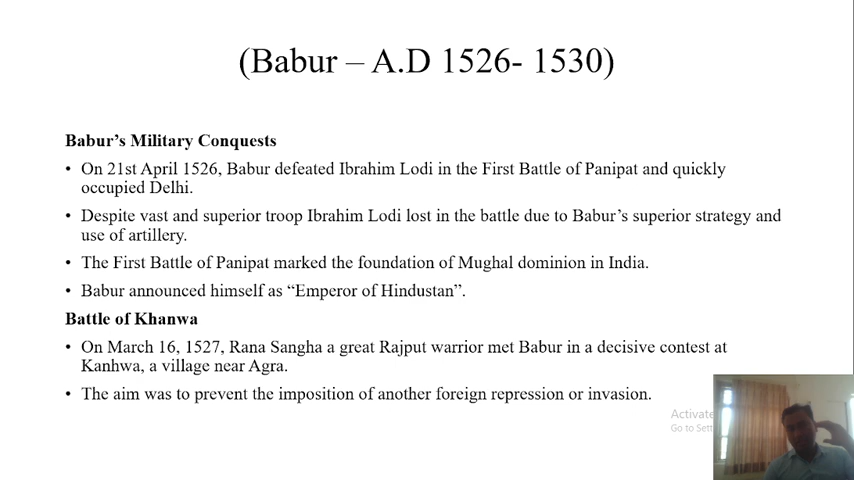 (Babur – A.D 1526- 1530)
Babur’s Military Conquests
• On 21st April 1526, Babur defeated Ibrahim Lodi in the First Battle of Panipat and quickly
occupied Delhi.
• Despite vast and superior troop Ibrahim Lodi lost in the battle due to Babur’s superior strategy and
use of artillery.
• The First Battle of Panipat marked the foundation of Mughal dominion in India.
• Babur announced himself as “Emperor of Hindustan”.
Battle of Khanwa
• On March 16, 1527, Rana Sangha a great Rajput warrior met Babur in a decisive contest at
Kanhwa, a village near Agra.
• The aim was to prevent the imposition of another foreign repression or invasion.
Activate
Go to Sett